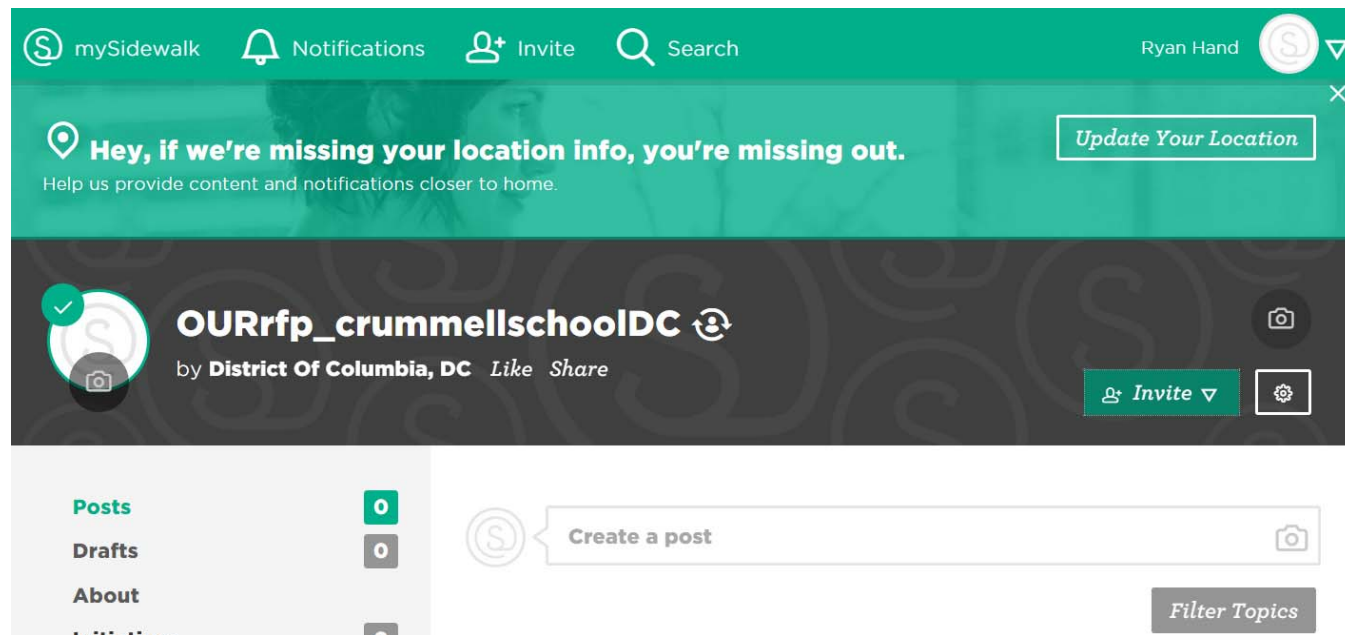 mySidewalk Notifications Invite Search Ryan Hand
Hey, if we're missing your location info, you're missing out.
Update Your Location
Help us provide content and notifications closer to home.
OURrfp_crummellschoolDC
by District Of Columbia, DC Like Share
Invite
Posts 0
Create a post
Drafts 0
About
Filter Topics